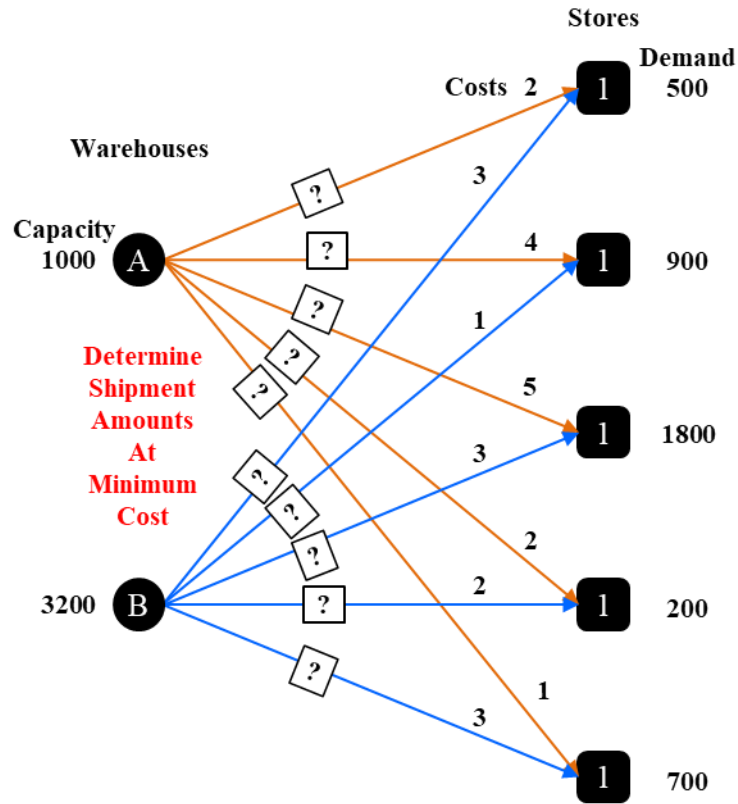 Stores
Demand
Costs 2 1 500
Warehouses
?
3
Capacity
1000 A ? 4 1 900
?
1
Determine
Shipment
Amounts
At
Minimum
Cost
?
?
5
1 1800
3
?
?
?
2
3200 B ? 2 1 200
?
1
3
1 700